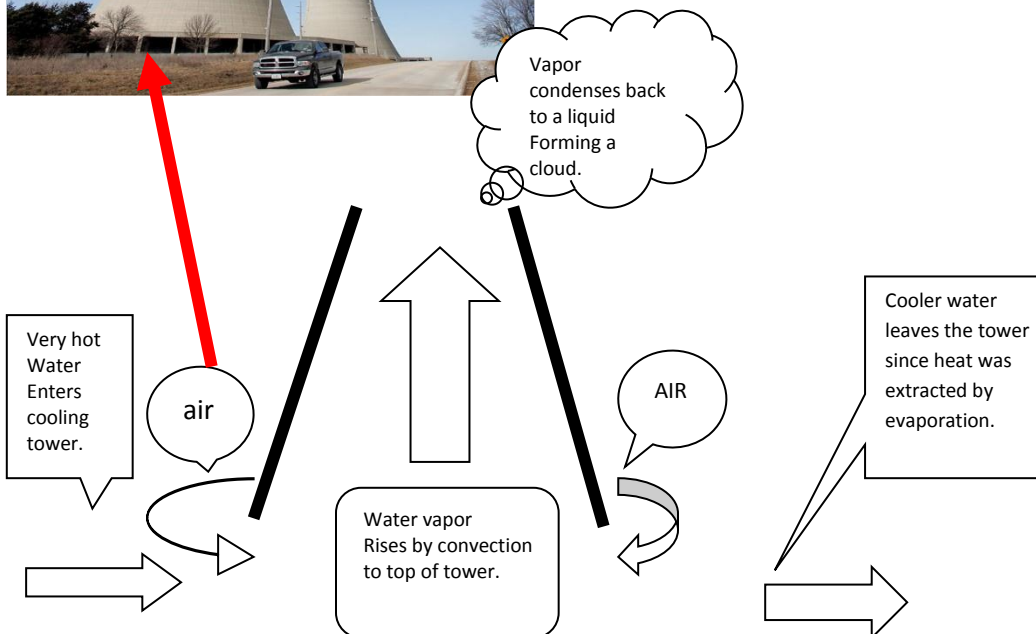 Vapor
condenses back
to a liquid
Forming a
cloud.
Very hot
Water
Enters
cooling
tower.
air
AIR
Cooler water
leaves the tower
since heat was
extracted by
evaporation.
Water vapor
Rises by convection
to top of tower.